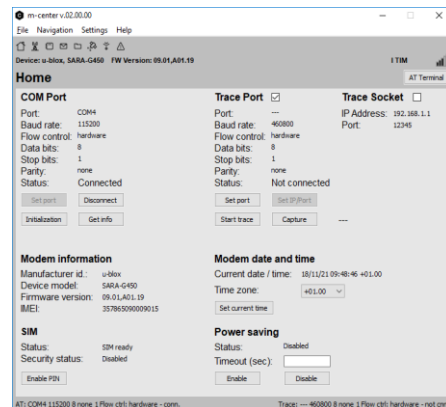 m-center v.02.00.00
File Navigation Settings Help
Device: u-blox, SARA-G450 FW Version: 09.01,A01.19 I TIM
Home AT Terminal
COM Port Trace Port Trace Socket
Port: COM4 Port: --- IP Address: 192.168.1.1
Baud rate: 115200 Baud rate: 460800 Port: 12345
Flow control: hardware Flow control: hardware
Data bits: 8 Data bits: 8
Stop bits: 1 Stop bits: 1
Parity: none Parity: none
Status: Connected Status: Not connected
Set port Disconnect Set port Set IP/Port
Initialization Get info Start trace Capture ---
Modem information Modem date and time
Manufacturer id.: u-blox Current date / time: 18/11/21 09:48:46 +01.00
Device model: SARA-G450 Time zone: +01.00
Firmware version: 09.01,A01.19
IMEI: 357865090009015 Set current time
SIM Power saving
Status: SIM ready Status: Disabled
Security status: Disabled Timeout (sec):
Enable PIN Enable Disable
AT: COM4 115200 8 none 1 Flow ctrl: hardware - conn. Trace: --- 460800 8 none 1 Flow ctrl: hardware - not cn